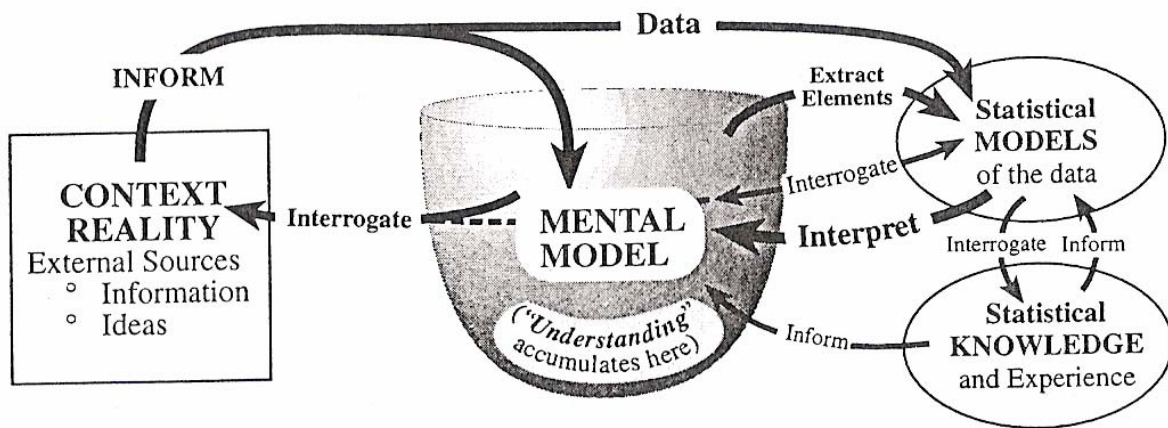 Data
INFORM
Extract
Elements
Statistical
MODELS
of the data
CONTEXT
REALITY
External Sources
° Information
° Ideas
Interrogate
MENTAL
MODEL
Interrogate
Interpret
Interrogate
Inform
("Understanding"
accumulates here)
Inform
Statistical
KNOWLEDGE
and Experience